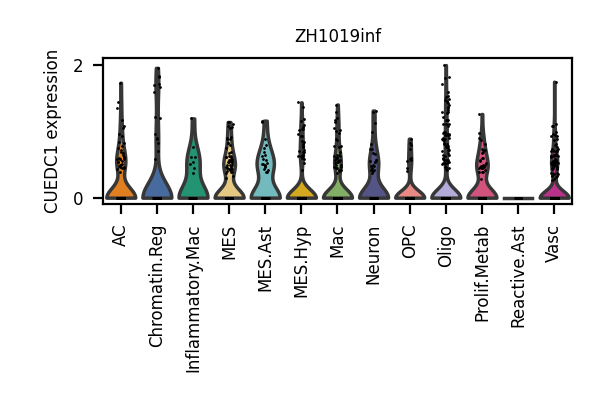 ZH1019inf
CUEDC1 expression
2
0
AC
Chromatin.Reg
Inflammatory.Mac
MES
MES.Ast
MES.Hyp
Mac
Neuron
OPC
Oligo
Prolif.Metab
Reactive.Ast
Vasc